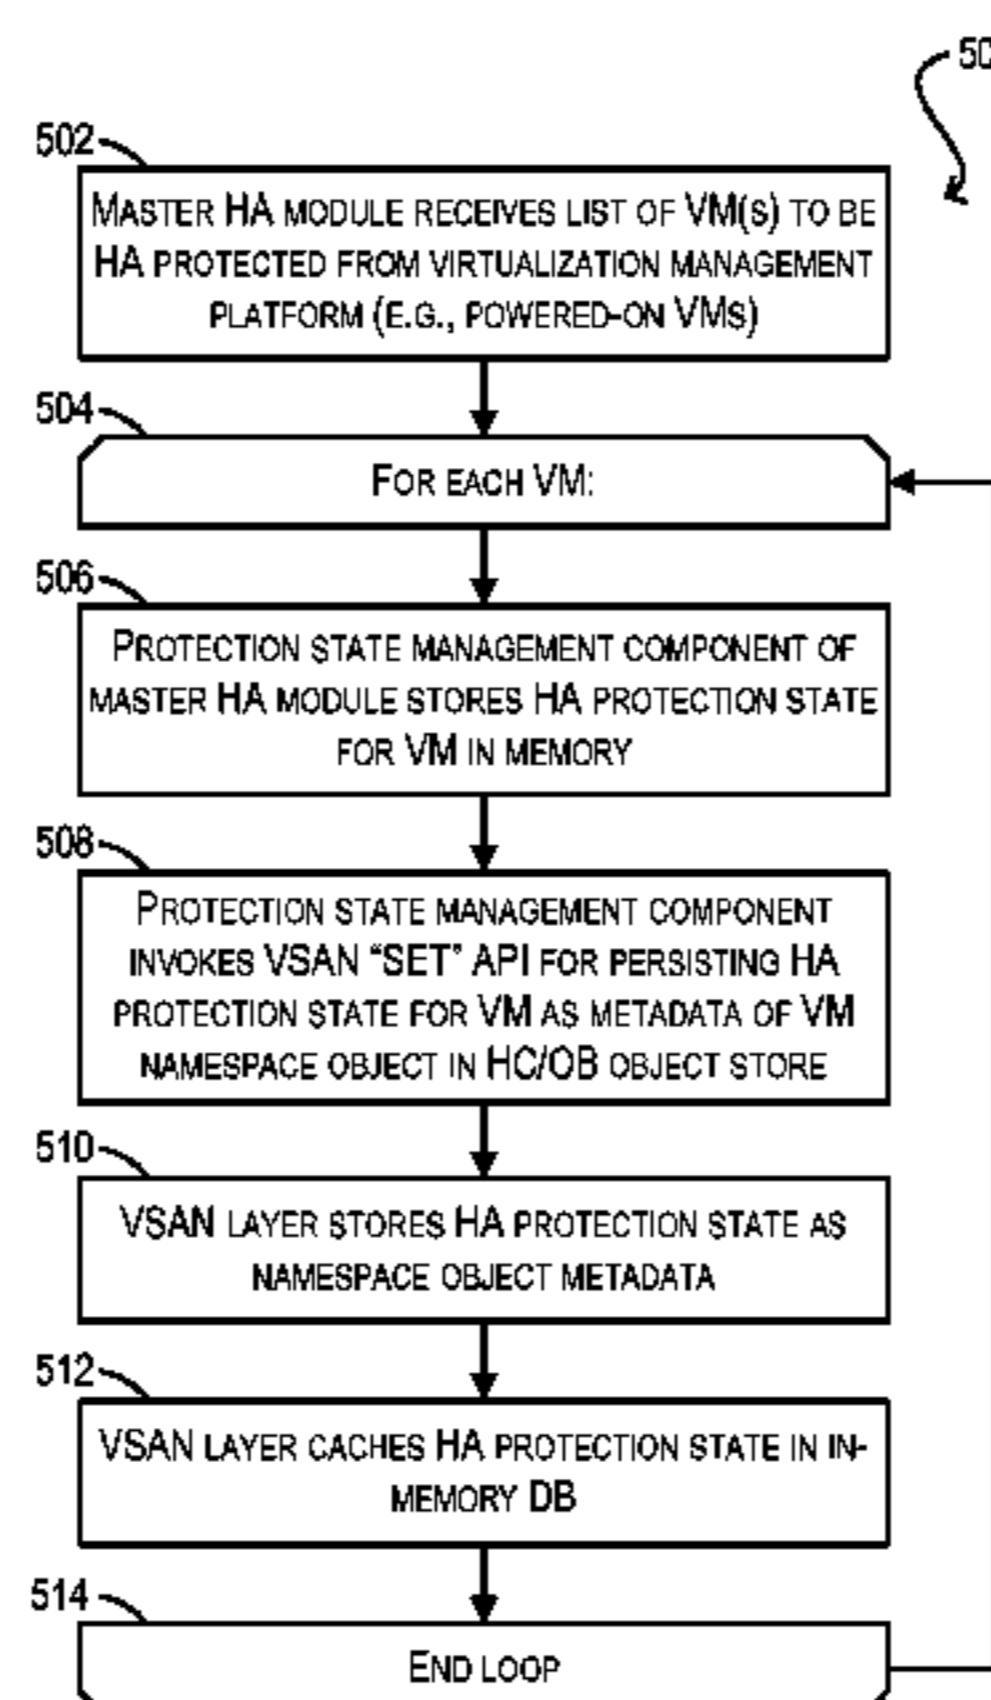 50
502
MASTER HA MODULE RECEIVES LIST OF VM(S) TO BE
HA PROTECTED FROM VIRTUALIZATION MANAGEMENT
PLATFORM (E.G., POWERED-ON VMS)
504
FOR EACH VM:
506
PROTECTION STATE MANAGEMENT COMPONENT OF
MASTER HA MODULE STORES HA PROTECTION STATE
FOR VM IN MEMORY
508
PROTECTION STATE MANAGEMENT COMPONENT
INVOKES VSAN “SET” API FOR PERSISTING HA
PROTECTION STATE FOR VM AS METADATA OF VM
NAMESPACE OBJECT IN HC/OB OBJECT STORE
510
VSAN LAYER STORES HA PROTECTION STATE AS
NAMESPACE OBJECT METADATA
512
VSAN LAYER CACHES HA PROTECTION STATE IN IN-
MEMORY DB
514
END LOOP